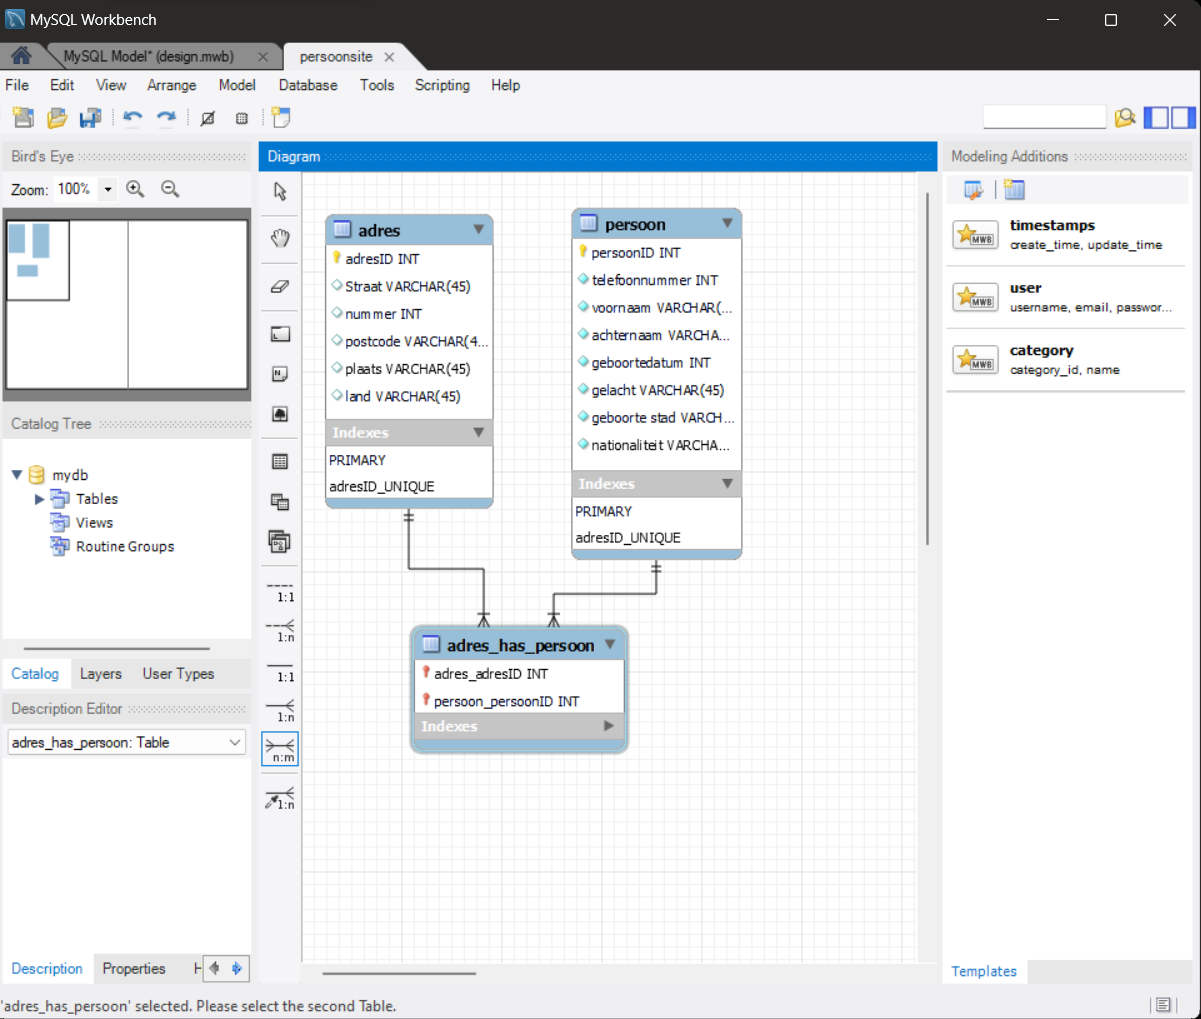 MySQL Workbench
MySQL Model* (design.mwb)
persoonsite
File Edit View Arrange Model Database Tools Scripting Help
Bird's Eye
Zoom: 100%
Catalog Tree
mydb
Tables
Views
Routine Groups
Catalog Layers User Types
Description Editor
adres_has_persoon: Table
Description Properties H
Diagram
1:1
1:n
1:1
1:n
n:m
1:n
adres
adresID INT
Straat VARCHAR(45)
nummer INT
postcode VARCHAR(4...
plaats VARCHAR(45)
land VARCHAR(45)
Indexes
PRIMARY
adresID_UNIQUE
persoon
persoonID INT
telefoonnummer INT
voornaam VARCHAR(...
achternaam VARCHA...
geboortedatum INT
gelacht VARCHAR(45)
geboorte stad VARCH...
nationaliteit VARCHA...
Indexes
PRIMARY
adresID_UNIQUE
adres_has_persoon
adres_adresID INT
persoon_persoonID INT
Indexes
Modeling Additions
MWB
timestamps
create_time, update_time
MWB
user
username, email, passwor...
MWB
category
category_id, name
Templates
'adres_has_persoon' selected. Please select the second Table.